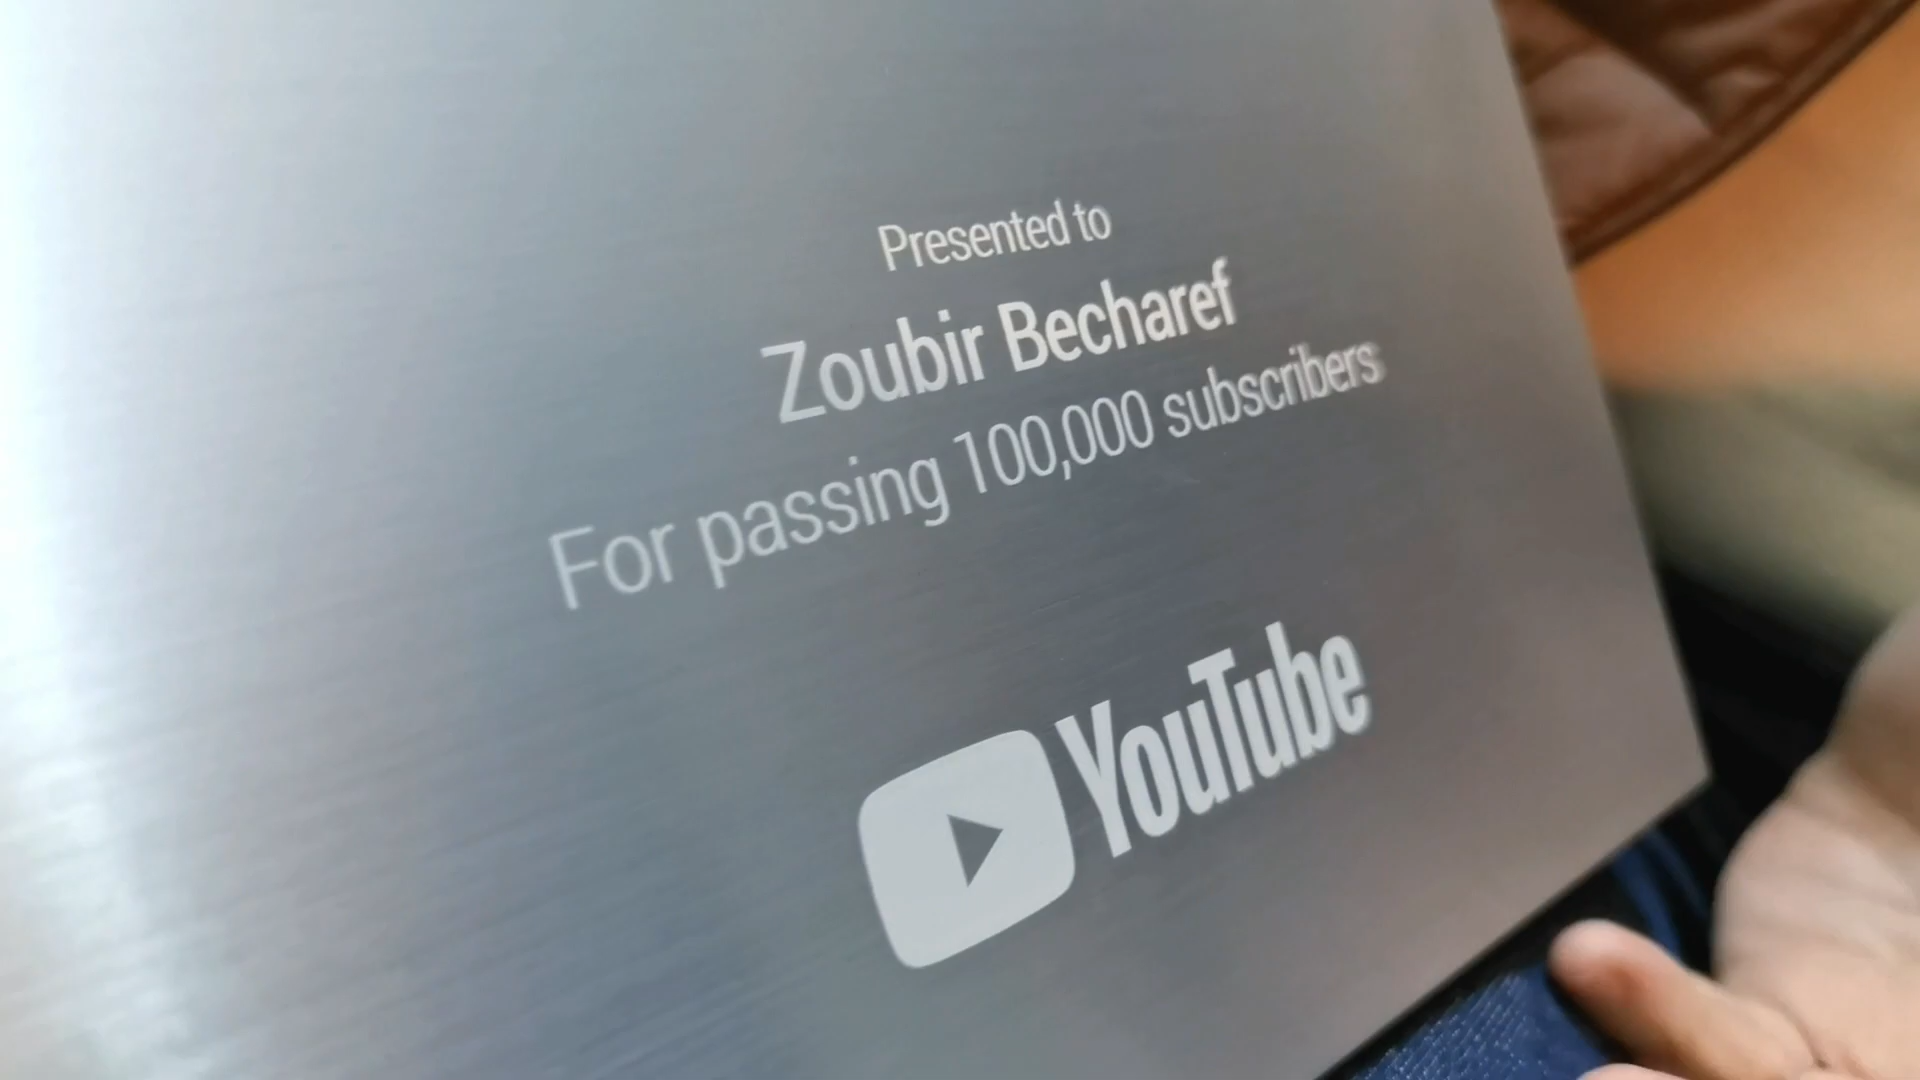 Presented to
Zoubir Becharef
For passing 100,000 subscribers
YouTube